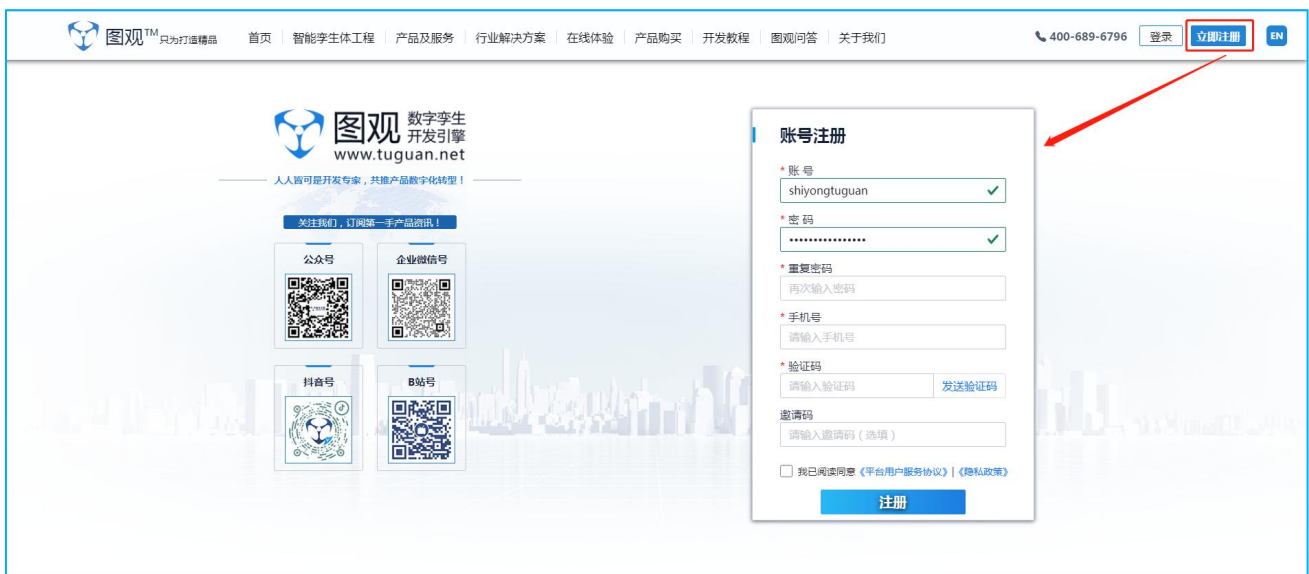 图观™只为打造精品 首页 智能孪生体工程 产品及服务 行业解决方案 在线体验 产品购买 开发教程 图观问答 关于我们 400-689-6796 登录 立即注册 EN
图观 数字孪生
开发引擎
www.tuguan.net
人人皆可是开发专家，共推产品数字化转型！
关注我们，订阅第一手产品资讯！
公众号 企业微信号
抖音号 B站号
账号注册
* 账 号
shiyongtuguan
* 密 码
••••••••••••••••
* 重复密码
再次输入密码
* 手机号
请输入手机号
* 验证码
请输入验证码 发送验证码
邀请码
请输入邀请码（选填）
我已阅读同意《平台用户服务协议》|《隐私政策》
注册